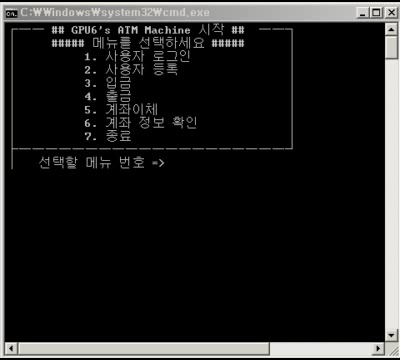 C:₩Windows₩system32₩cmd.exe
## GPU6's ATM Machine 시작 ##
##### 메뉴를 선택하세요 #####
1. 사용자 로그인
2. 사용자 등록
3. 입금
4. 출금
5. 계좌이체
6. 계좌 정보 확인
7. 종료
선택할 메뉴 번호 =>